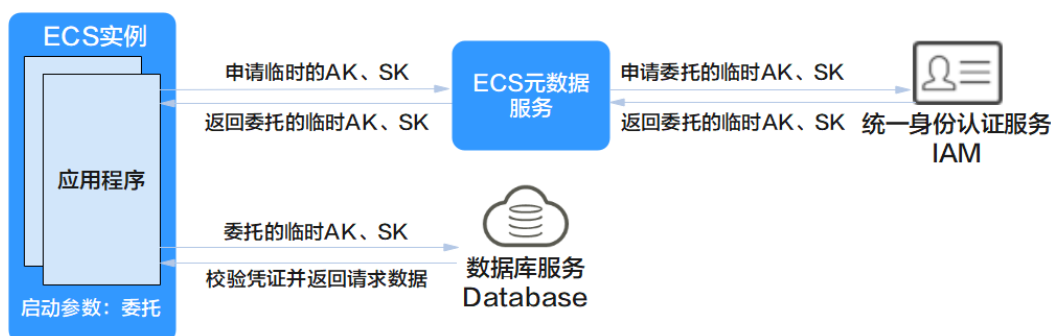 ECS实例
申请临时的AK、SK
ECS元数据
服务
申请委托的临时AK、SK
返回委托的临时AK、SK
返回委托的临时AK、SK
统一身份认证服务
IAM
应用程序
委托的临时AK、SK
校验凭证并返回请求数据
数据库服务
Database
启动参数：委托